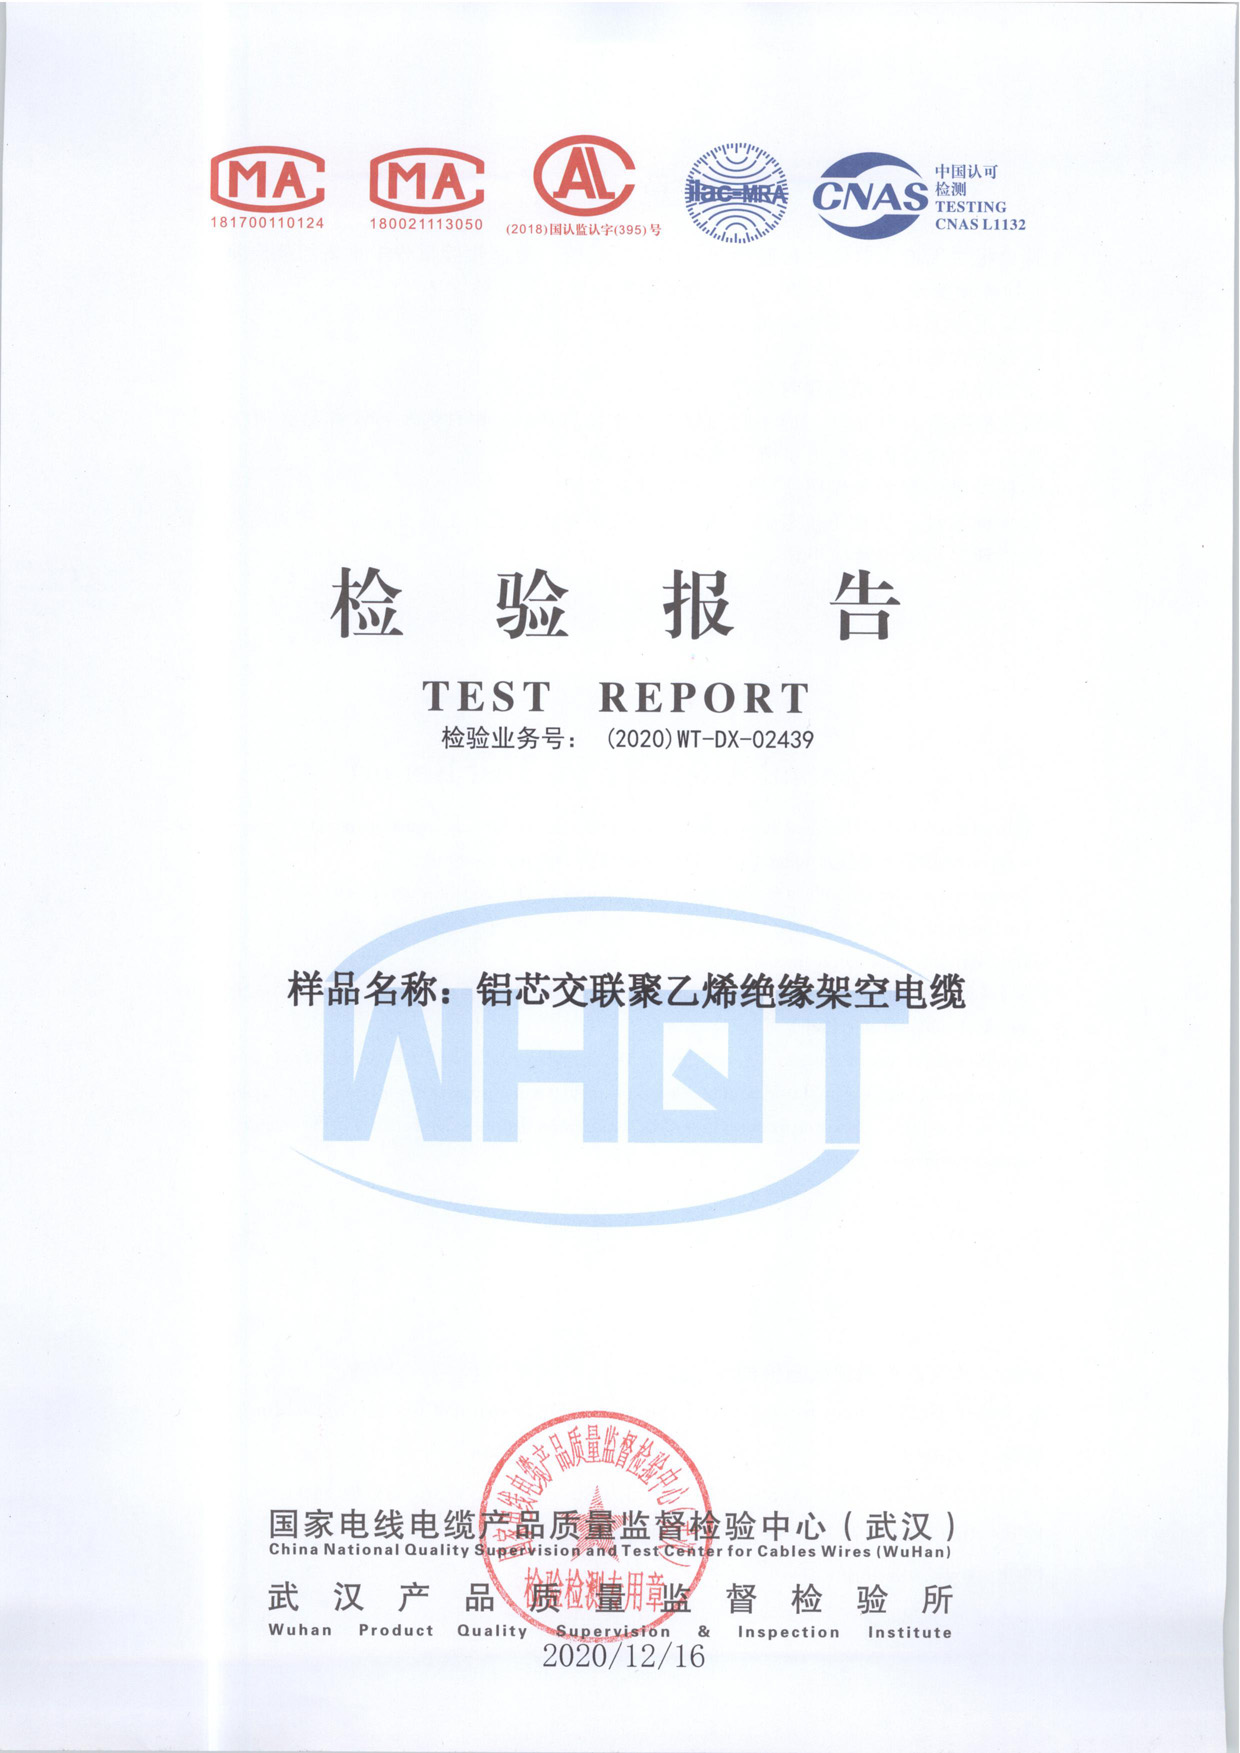 MA
MA
CAL
ilac-MRA
CNAS
中国认可
检测
TESTING
CNAS L1132
181700110124
180021113050
(2018)国认监认字(395)号
检 验 报 告
TEST REPORT
检验业务号： (2020)WT-DX-02439
样品名称：铝芯交联聚乙烯绝缘架空电缆
WHQT
国家电线电缆产品质量监督检验中心（武汉）
检验检测专用章
国家电线电缆产品质量监督检验中心（武汉）
China National Quality Supervision and Test Center for Cables Wires (WuHan)
武汉产品质量监督检验所
Wuhan Product Quality Supervision & Inspection Institute
2020/12/16